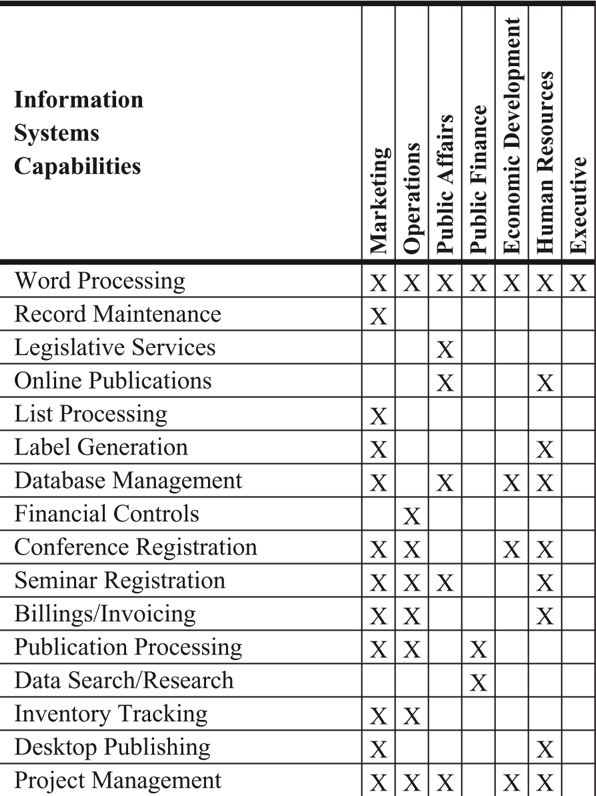 Information
Systems
Capabilities
Marketing
Operations
Public Affairs
Public Finance
Economic Development
Human Resources
Executive
Word Processing X X X X X X X
Record Maintenance X
Legislative Services X
Online Publications X X
List Processing X
Label Generation X X
Database Management X X X X
Financial Controls X
Conference Registration X X X X
Seminar Registration X X X X
Billings/Invoicing X X X
Publication Processing X X X
Data Search/Research X
Inventory Tracking X X
Desktop Publishing X X
Project Management X X X X X